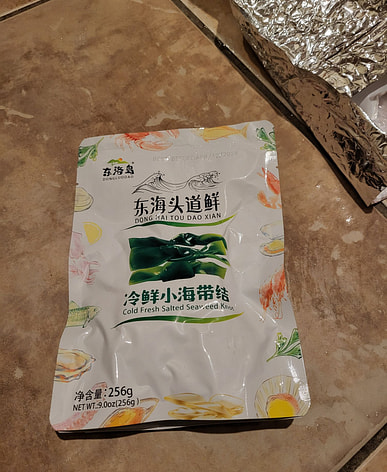 东海岛
DONGHAIDAO
东海头道鲜
DONG HAI TOU DAO XIAN
冷鲜小海带结
Cold Fresh Salted Seaweed Knot
净含量:256g
NET WT:9.0oz(256g)